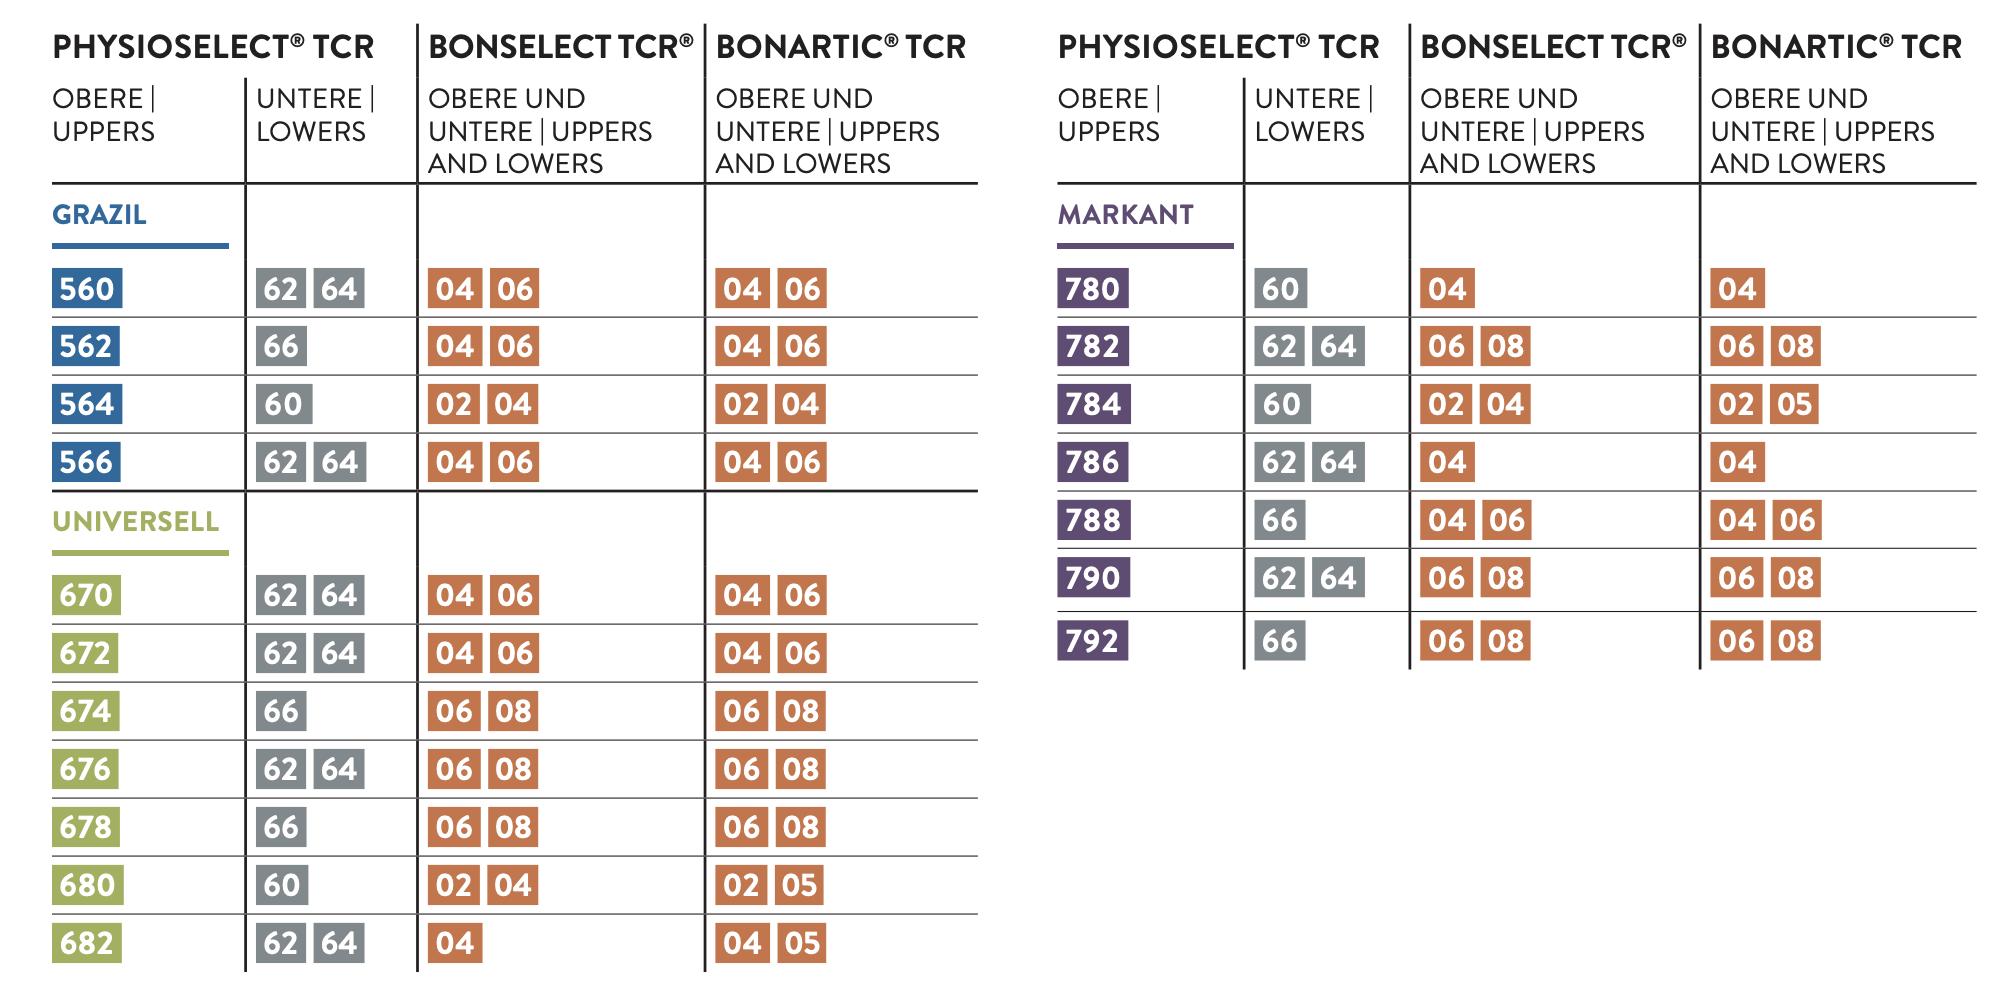 PHYSIOSELECT® TCR BONSELECT TCR® BONARTIC® TCR
OBERE | UNTERE | OBERE UND OBERE UND
UPPERS LOWERS UNTERE | UPPERS UNTERE | UPPERS
AND LOWERS AND LOWERS
GRAZIL
560 62 64 04 06 04 06
562 66 04 06 04 06
564 60 02 04 02 04
566 62 64 04 06 04 06
UNIVERSELL
670 62 64 04 06 04 06
672 62 64 04 06 04 06
674 66 06 08 06 08
676 62 64 06 08 06 08
678 66 06 08 06 08
680 60 02 04 02 05
682 62 64 04 04 05
PHYSIOSELECT® TCR BONSELECT TCR® BONARTIC® TCR
OBERE | UNTERE | OBERE UND OBERE UND
UPPERS LOWERS UNTERE | UPPERS UNTERE | UPPERS
AND LOWERS AND LOWERS
MARKANT
780 60 04 04
782 62 64 06 08 06 08
784 60 02 04 02 05
786 62 64 04 04
788 66 04 06 04 06
790 62 64 06 08 06 08
792 66 06 08 06 08